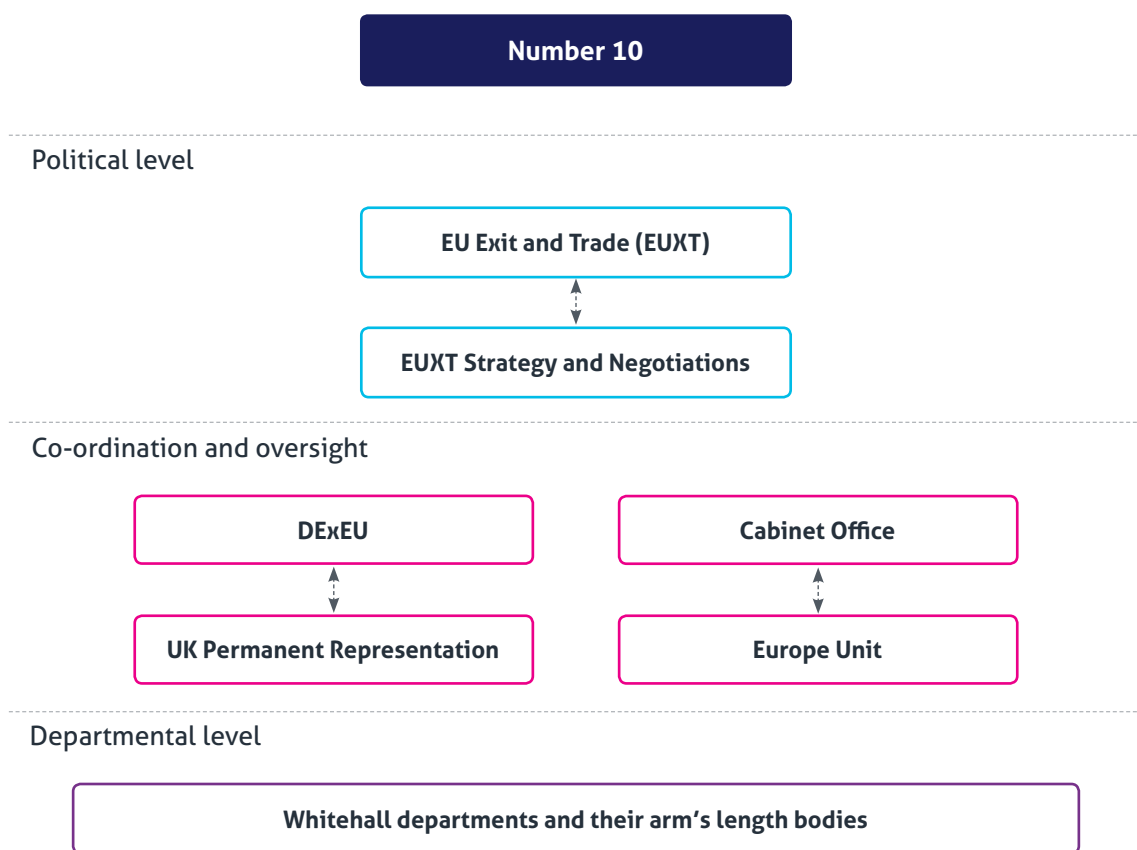 Number 10
Political level
EU Exit and Trade (EUXT)
EUXT Strategy and Negotiations
Co-ordination and oversight
DExEU
Cabinet Office
UK Permanent Representation
Europe Unit
Departmental level
Whitehall departments and their arm’s length bodies